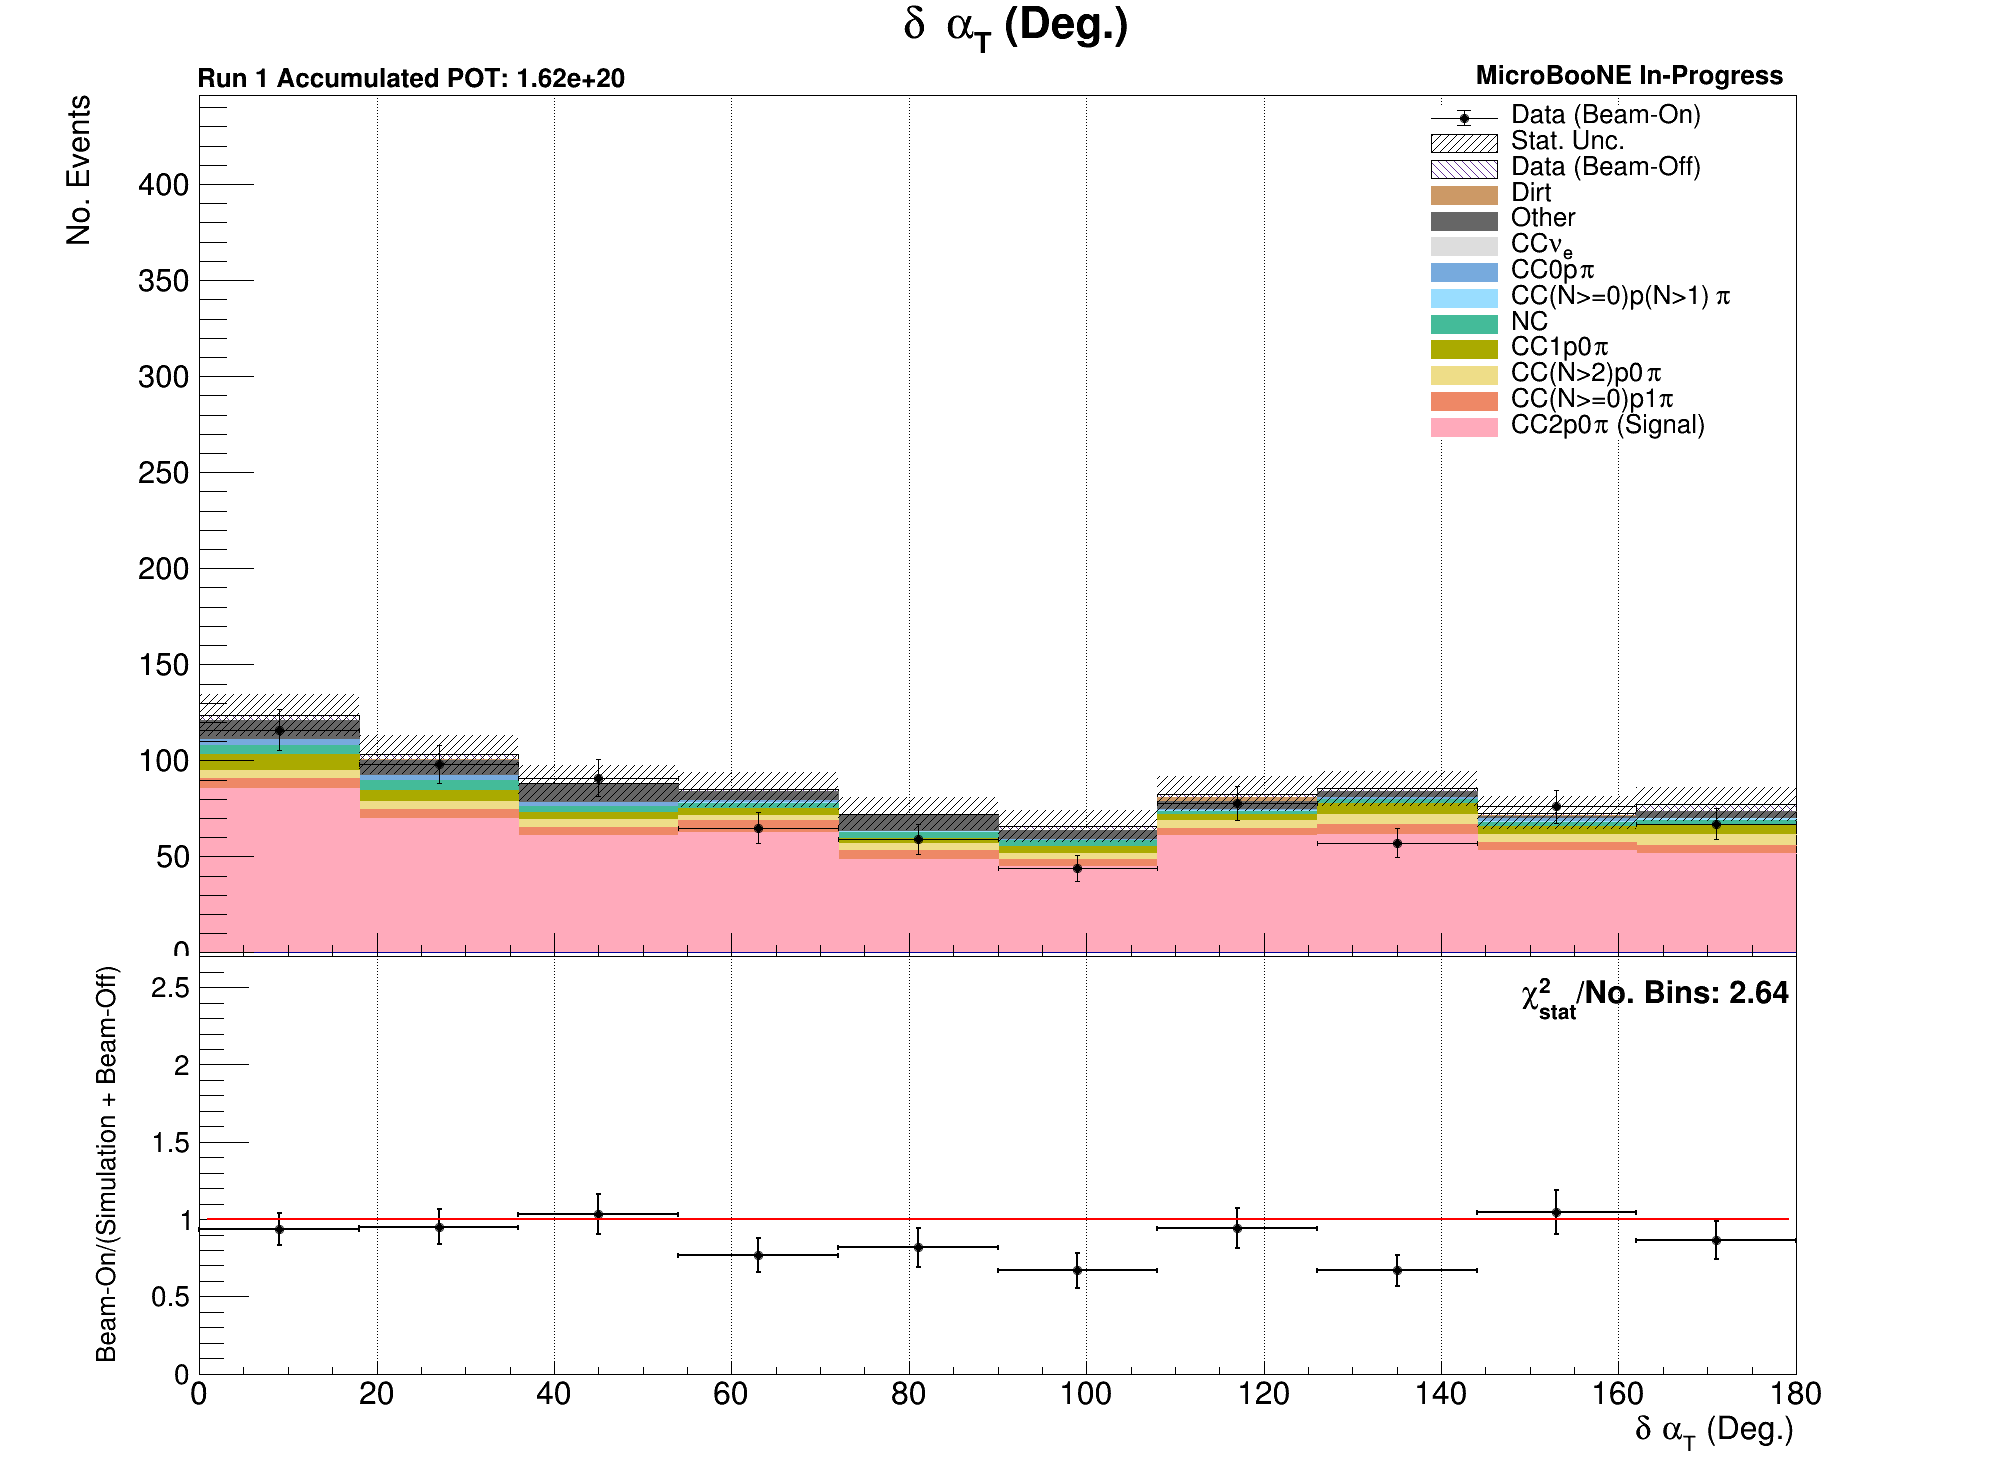 δ α_T (Deg.)
Run 1 Accumulated POT: 1.62e+20
MicroBooNE In-Progress
No. Events
400
350
300
250
200
150
100
50
0
Data (Beam-On)
Stat. Unc.
Data (Beam-Off)
Dirt
Other
CCν_e
CC0pπ
CC(N>=0)p(N>1) π
NC
CC1p0π
CC(N>2)p0π
CC(N>=0)p1π
CC2p0π (Signal)
Beam-On/(Simulation + Beam-Off)
2.5
2
1.5
1
0.5
0
χ²_stat/No. Bins: 2.64
0 20 40 60 80 100 120 140 160 180
δ α_T (Deg.)